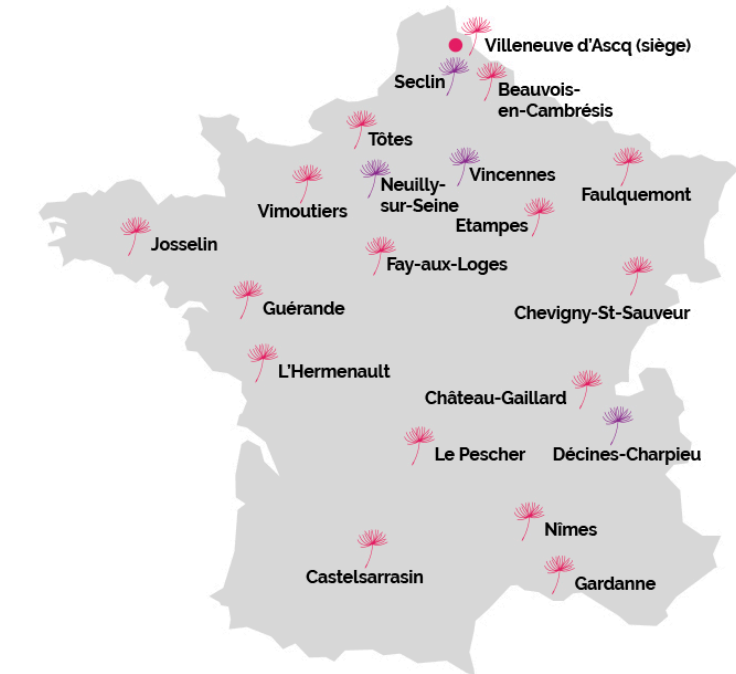 Villeneuve d'Ascq (siège)
Seclin
Beauvois-
en-Cambrésis
Tôtes
Vincennes
Neuilly-
sur-Seine
Faulquemont
Vimoutiers
Etampes
Josselin
Fay-aux-Loges
Guérande
Chevigny-St-Sauveur
L'Hermenault
Château-Gaillard
Le Pescher
Décines-Charpieu
Nîmes
Castelsarrasin
Gardanne